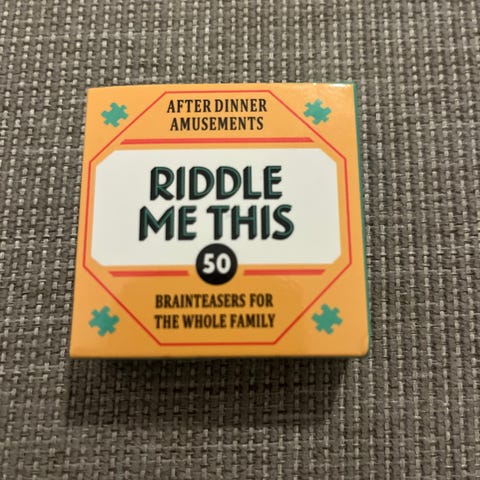 AFTER DINNER
AMUSEMENTS
RIDDLE
ME THIS
50
BRAINTEASERS FOR
THE WHOLE FAMILY